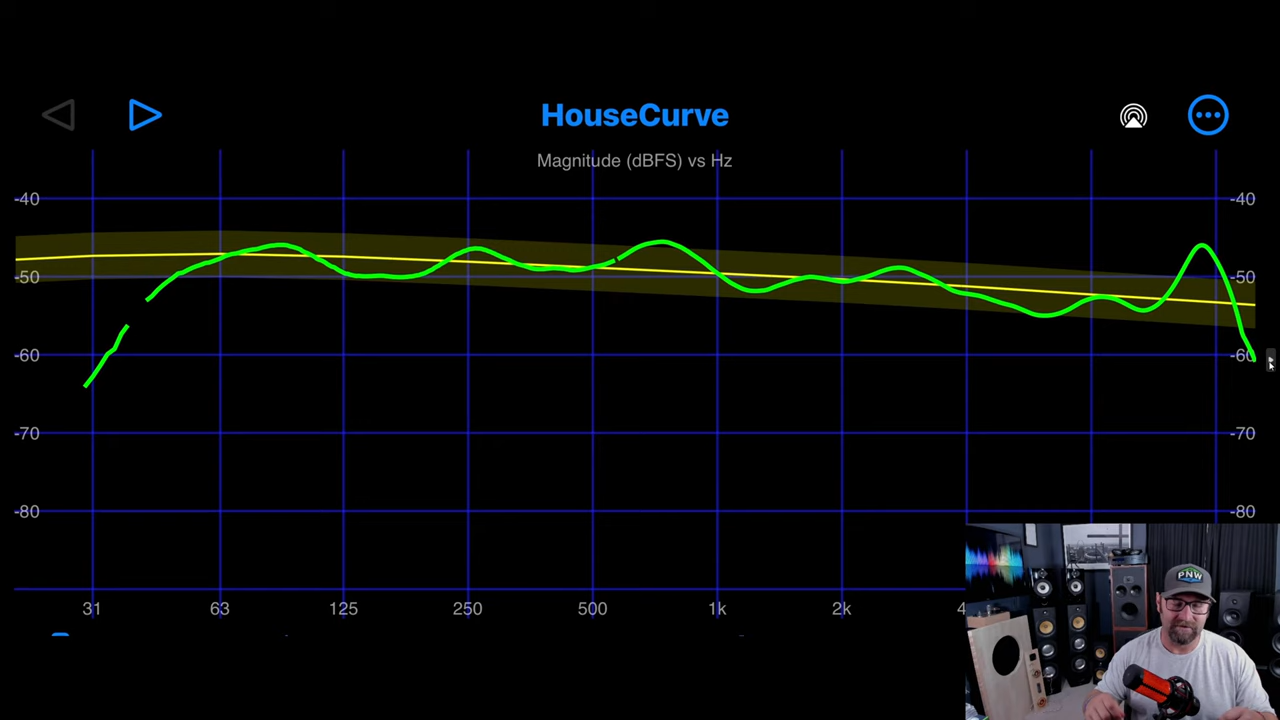 HouseCurve
Magnitude (dBFS) vs Hz
-40 -40
-50 -50
-60 -60
-70 -70
-80 -80
31 63 125 250 500 1k 2k 4
PNW